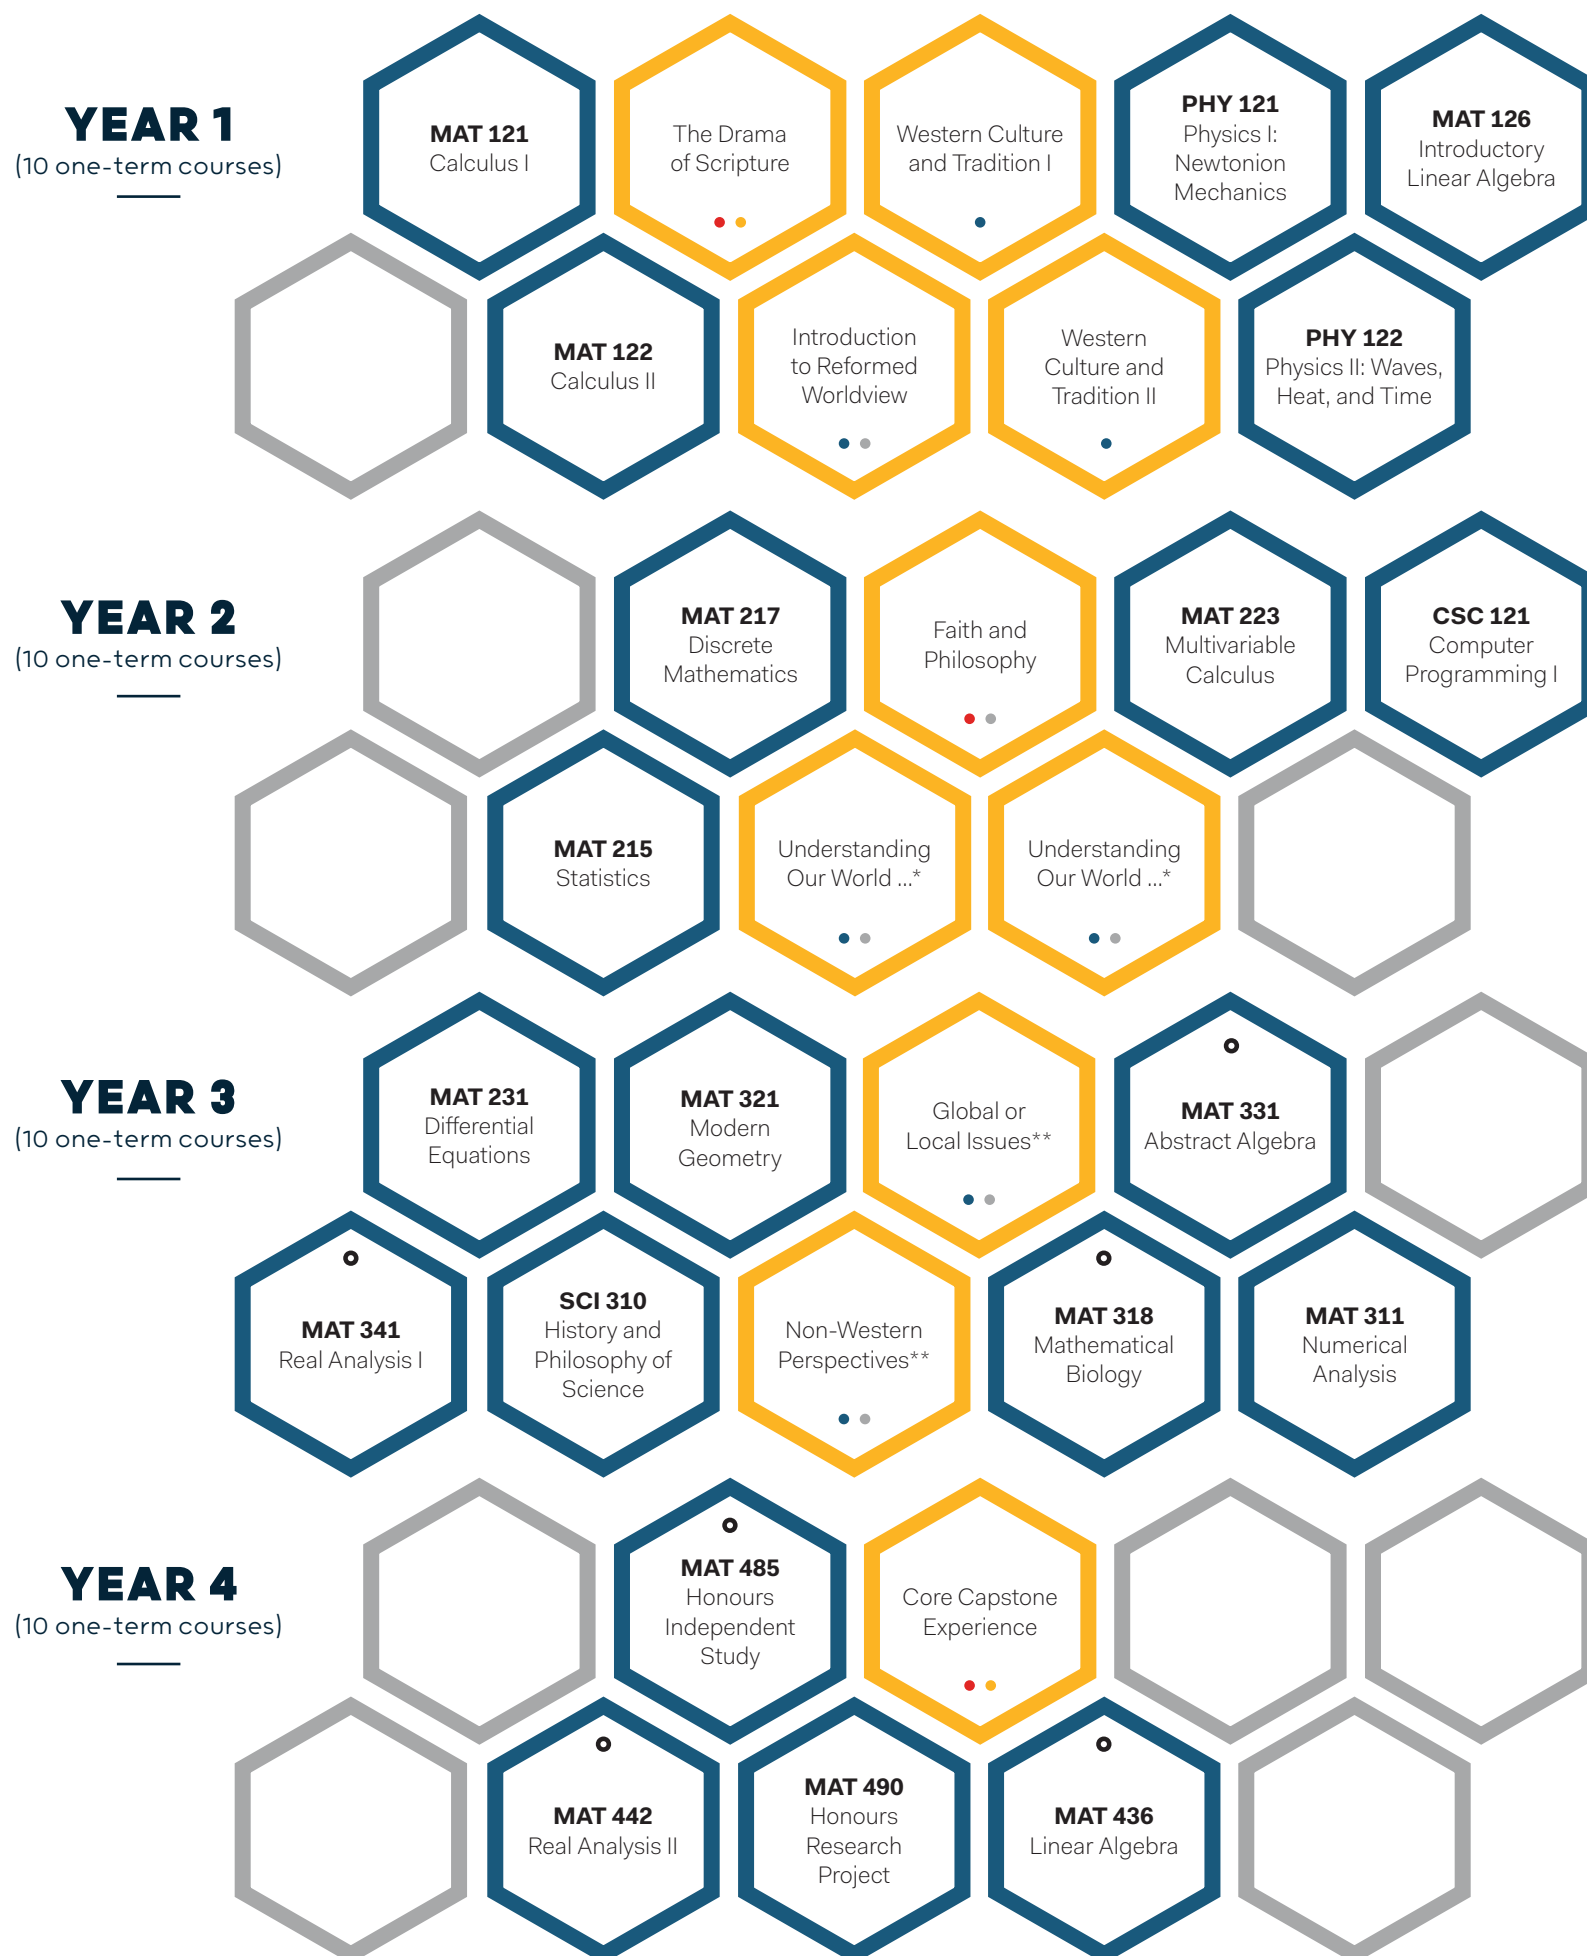 YEAR 1
(10 one-term courses)
MAT 121
Calculus I
The Drama
of Scripture
Western Culture
and Tradition I
PHY 121
Physics I:
Newtonion
Mechanics
MAT 126
Introductory
Linear Algebra
MAT 122
Calculus II
Introduction
to Reformed
Worldview
Western
Culture and
Tradition II
PHY 122
Physics II: Waves,
Heat, and Time
YEAR 2
(10 one-term courses)
MAT 217
Discrete
Mathematics
Faith and
Philosophy
MAT 223
Multivariable
Calculus
CSC 121
Computer
Programming I
MAT 215
Statistics
Understanding
Our World ...*
Understanding
Our World ...*
YEAR 3
(10 one-term courses)
MAT 231
Differential
Equations
MAT 321
Modern
Geometry
Global or
Local Issues**
MAT 331
Abstract Algebra
MAT 341
Real Analysis I
SCI 310
History and
Philosophy of
Science
Non-Western
Perspectives**
MAT 318
Mathematical
Biology
MAT 311
Numerical
Analysis
YEAR 4
(10 one-term courses)
MAT 485
Honours
Independent
Study
Core Capstone
Experience
MAT 442
Real Analysis II
MAT 490
Honours
Research
Project
MAT 436
Linear Algebra